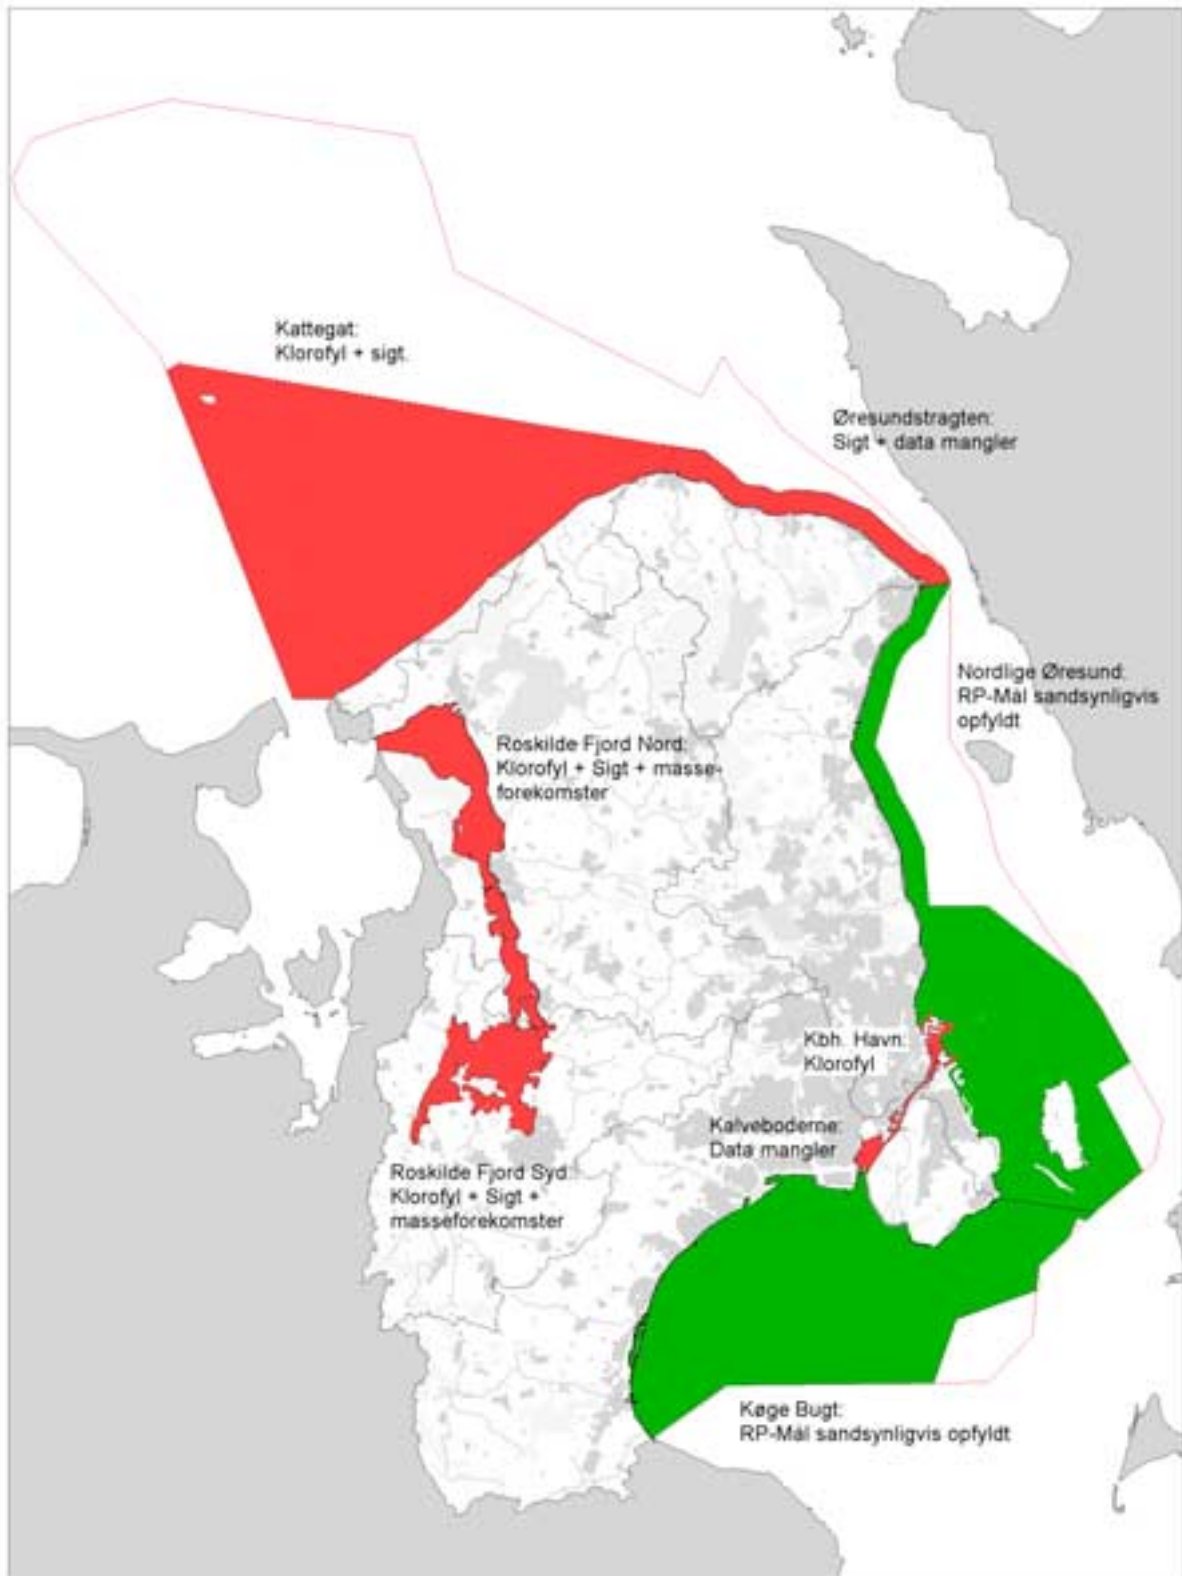 Kattegat:
Klorofyl + sigt.
Øresundstragten:
Sigt + data mangler
Nordlige Øresund:
RP-Mål sandsynligvis
opfyldt
Roskilde Fjord Nord:
Klorofyl + Sigt + masse-
forekomster
Kbh. Havn:
Klorofyl
Kalveboderne:
Data mangler
Roskilde Fjord Syd:
Klorofyl + Sigt +
masseforekomster
Køge Bugt:
RP-Mål sandsynligvis opfyldt